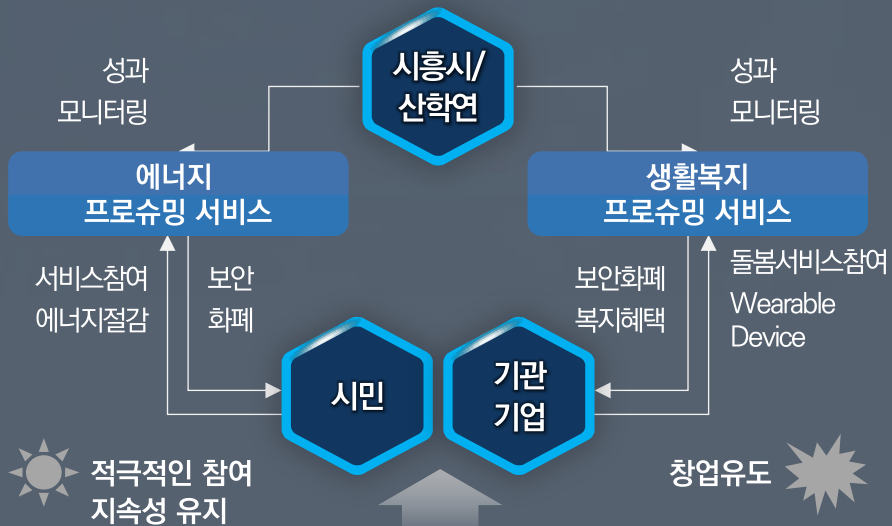 시흥시/
산학연
성과
모니터링
성과
모니터링
에너지
프로슈밍 서비스
생활복지
프로슈밍 서비스
서비스참여
에너지절감
보안
화폐
보안화폐
복지혜택
돌봄서비스참여
Wearable
Device
시민
기관
기업
적극적인 참여
지속성 유지
창업유도